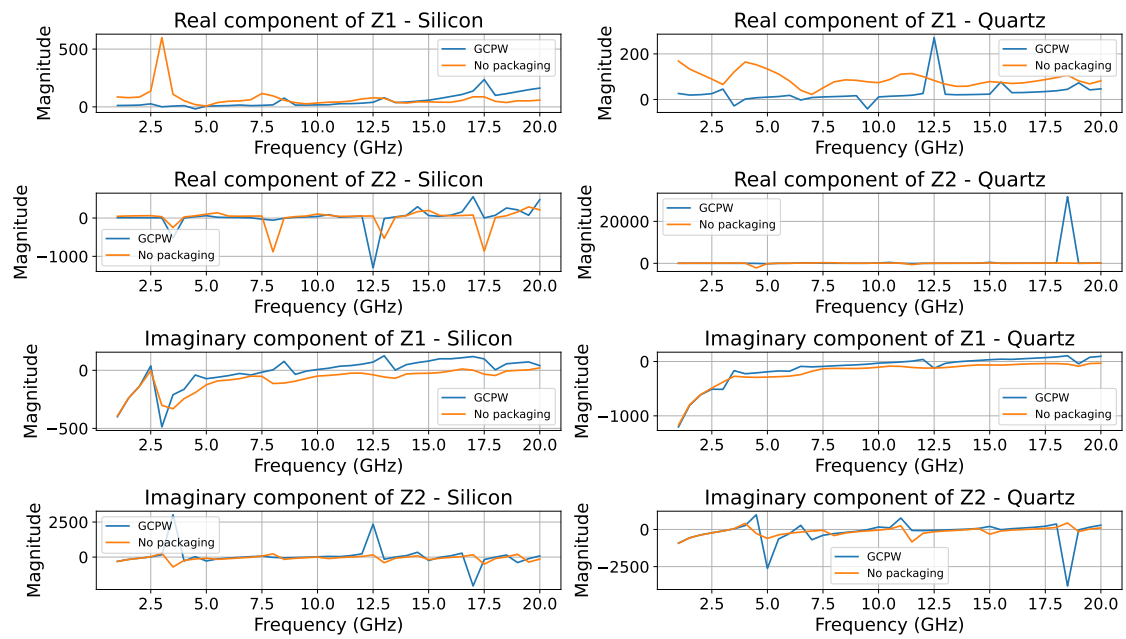 Real component of Z1 - Silicon
Magnitude
500
0
GCPW
No packaging
2.5 5.0 7.5 10.0 12.5 15.0 17.5 20.0
Frequency (GHz)
Real component of Z1 - Quartz
Magnitude
200
0
GCPW
No packaging
2.5 5.0 7.5 10.0 12.5 15.0 17.5 20.0
Frequency (GHz)
Real component of Z2 - Silicon
Magnitude
0
−1000
GCPW
No packaging
2.5 5.0 7.5 10.0 12.5 15.0 17.5 20.0
Frequency (GHz)
Real component of Z2 - Quartz
Magnitude
20000
0
GCPW
No packaging
2.5 5.0 7.5 10.0 12.5 15.0 17.5 20.0
Frequency (GHz)
Imaginary component of Z1 - Silicon
Magnitude
0
−500
GCPW
No packaging
2.5 5.0 7.5 10.0 12.5 15.0 17.5 20.0
Frequency (GHz)
Imaginary component of Z1 - Quartz
Magnitude
0
−1000
GCPW
No packaging
2.5 5.0 7.5 10.0 12.5 15.0 17.5 20.0
Frequency (GHz)
Imaginary component of Z2 - Silicon
Magnitude
2500
0
GCPW
No packaging
2.5 5.0 7.5 10.0 12.5 15.0 17.5 20.0
Frequency (GHz)
Imaginary component of Z2 - Quartz
Magnitude
0
−2500
GCPW
No packaging
2.5 5.0 7.5 10.0 12.5 15.0 17.5 20.0
Frequency (GHz)